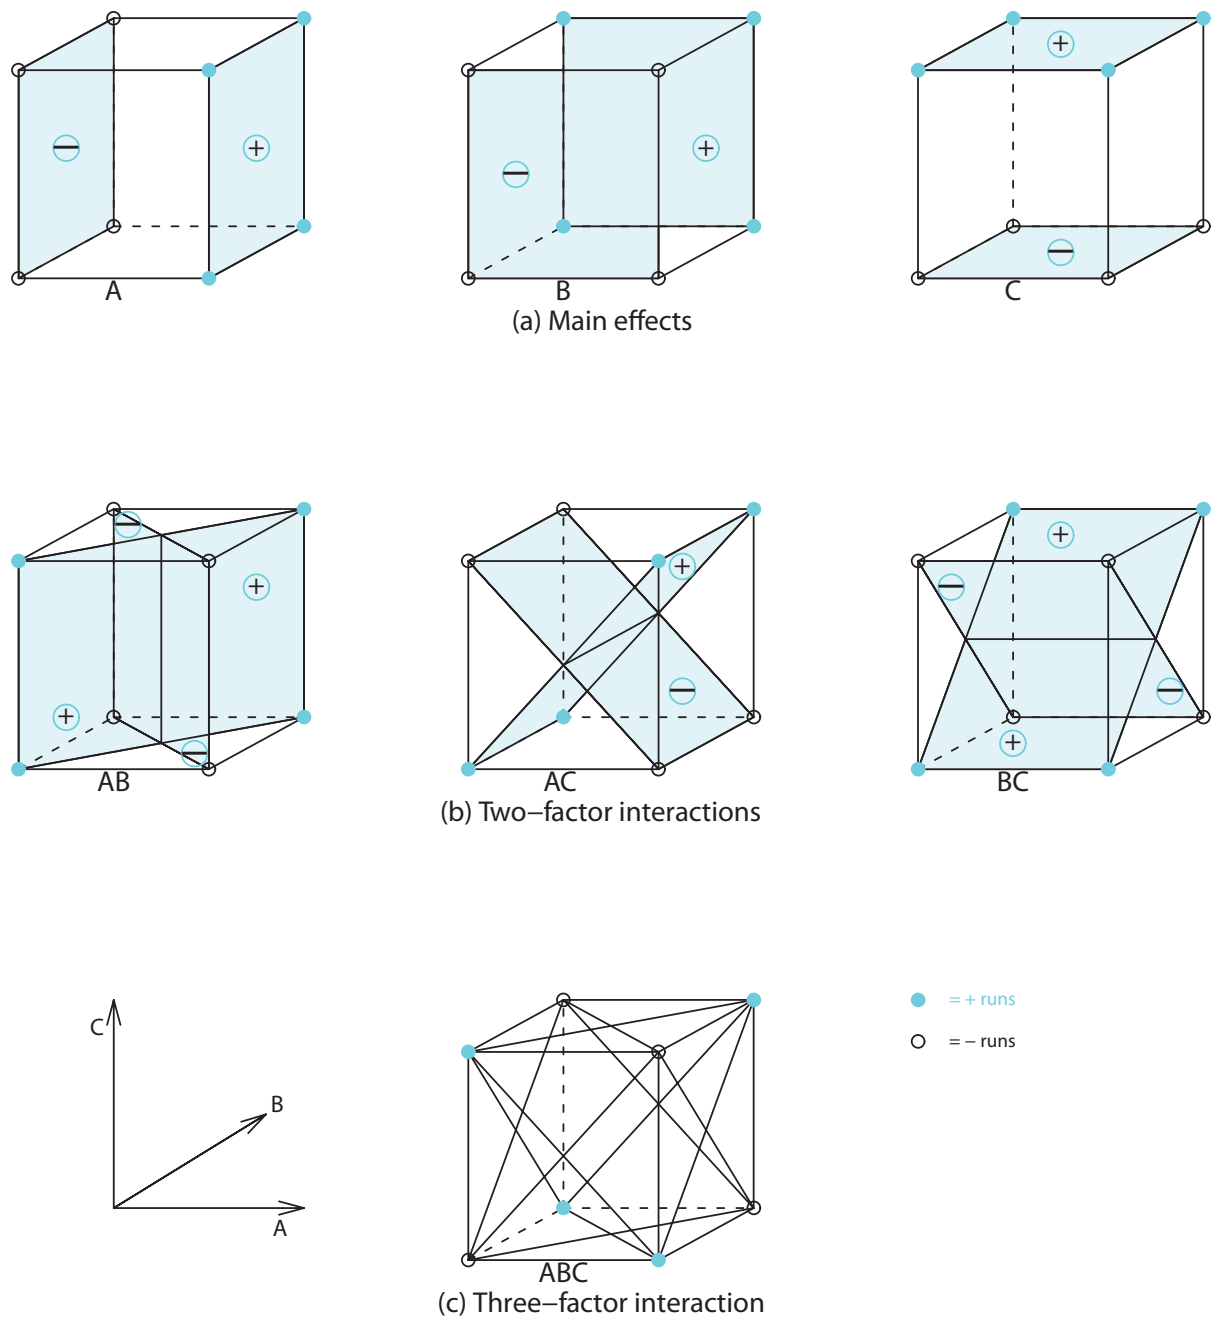 − + − + + −
A B C
(a) Main effects
− + + + − −
+ − − +
AB AC BC
(b) Two−factor interactions
C
B
A
= + runs
= − runs
ABC
(c) Three−factor interaction